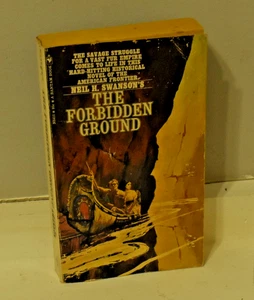 THE SAVAGE STRUGGLE
FOR A VAST FUR EMPIRE
COMES TO LIFE IN THIS
"HARD-HITTING HISTORICAL
NOVEL OF THE
AMERICAN FRONTIER."
NEIL H. SWANSON'S
THE
FORBIDDEN
GROUND